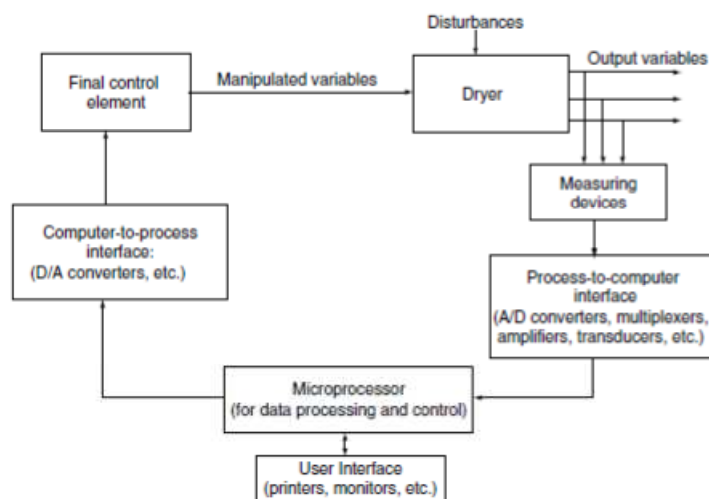 Disturbances
Output variables
Final control
element
Manipulated variables
Dryer
Measuring
devices
Computer-to-process
interface:
(D/A converters, etc.)
Process-to-computer
interface
(A/D converters, multiplexers,
amplifiers, transducers, etc.)
Microprocessor
(for data processing and control)
User Interface
(printers, monitors, etc.)